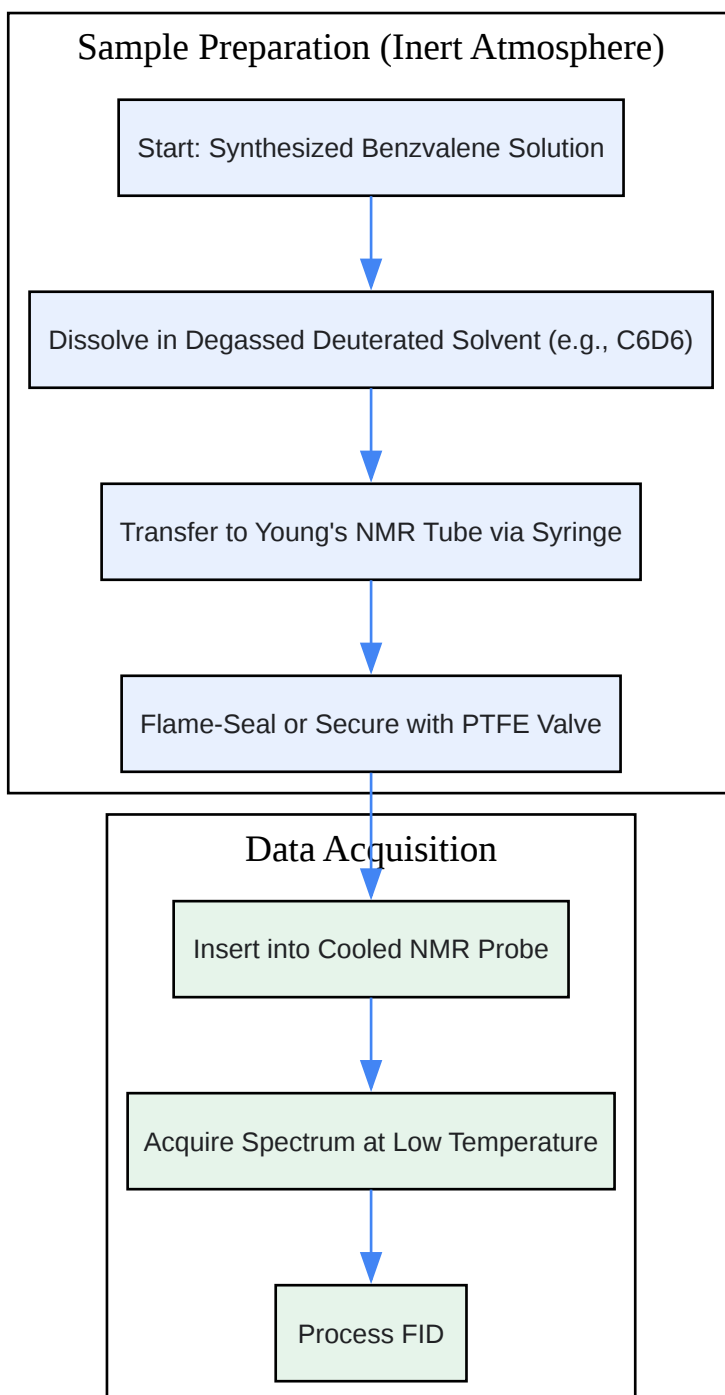 Sample Preparation (Inert Atmosphere)
Start: Synthesized Benzvalene Solution
Dissolve in Degassed Deuterated Solvent (e.g., C6D6)
Transfer to Young's NMR Tube via Syringe
Flame-Seal or Secure with PTFE Valve
Data Acquisition
Insert into Cooled NMR Probe
Acquire Spectrum at Low Temperature
Process FID